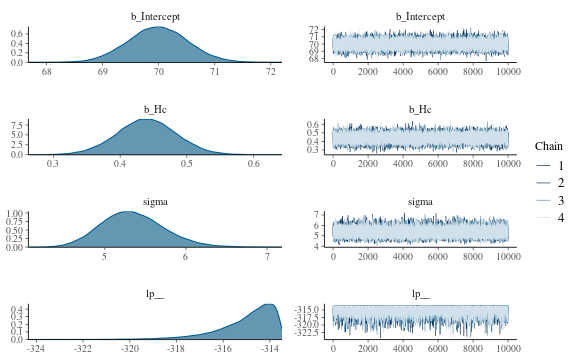 b_Intercept
0.6
0.4
0.2
0.0
68 69 70 71 72
b_Intercept
72
71
70
69
68
0 2000 4000 6000 8000 10000
b_Hc
7.5
5.0
2.5
0.0
0.3 0.4 0.5 0.6
b_Hc
0.6
0.5
0.4
0.3
0 2000 4000 6000 8000 10000
sigma
1.00
0.75
0.50
0.25
0.00
5 6 7
sigma
7
6
5
4
0 2000 4000 6000 8000 10000
lp__
0.4
0.3
0.2
0.1
0.0
-324 -322 -320 -318 -316 -314
lp__
-315.0
-317.5
-320.0
-322.5
0 2000 4000 6000 8000 10000
Chain
1
2
3
4